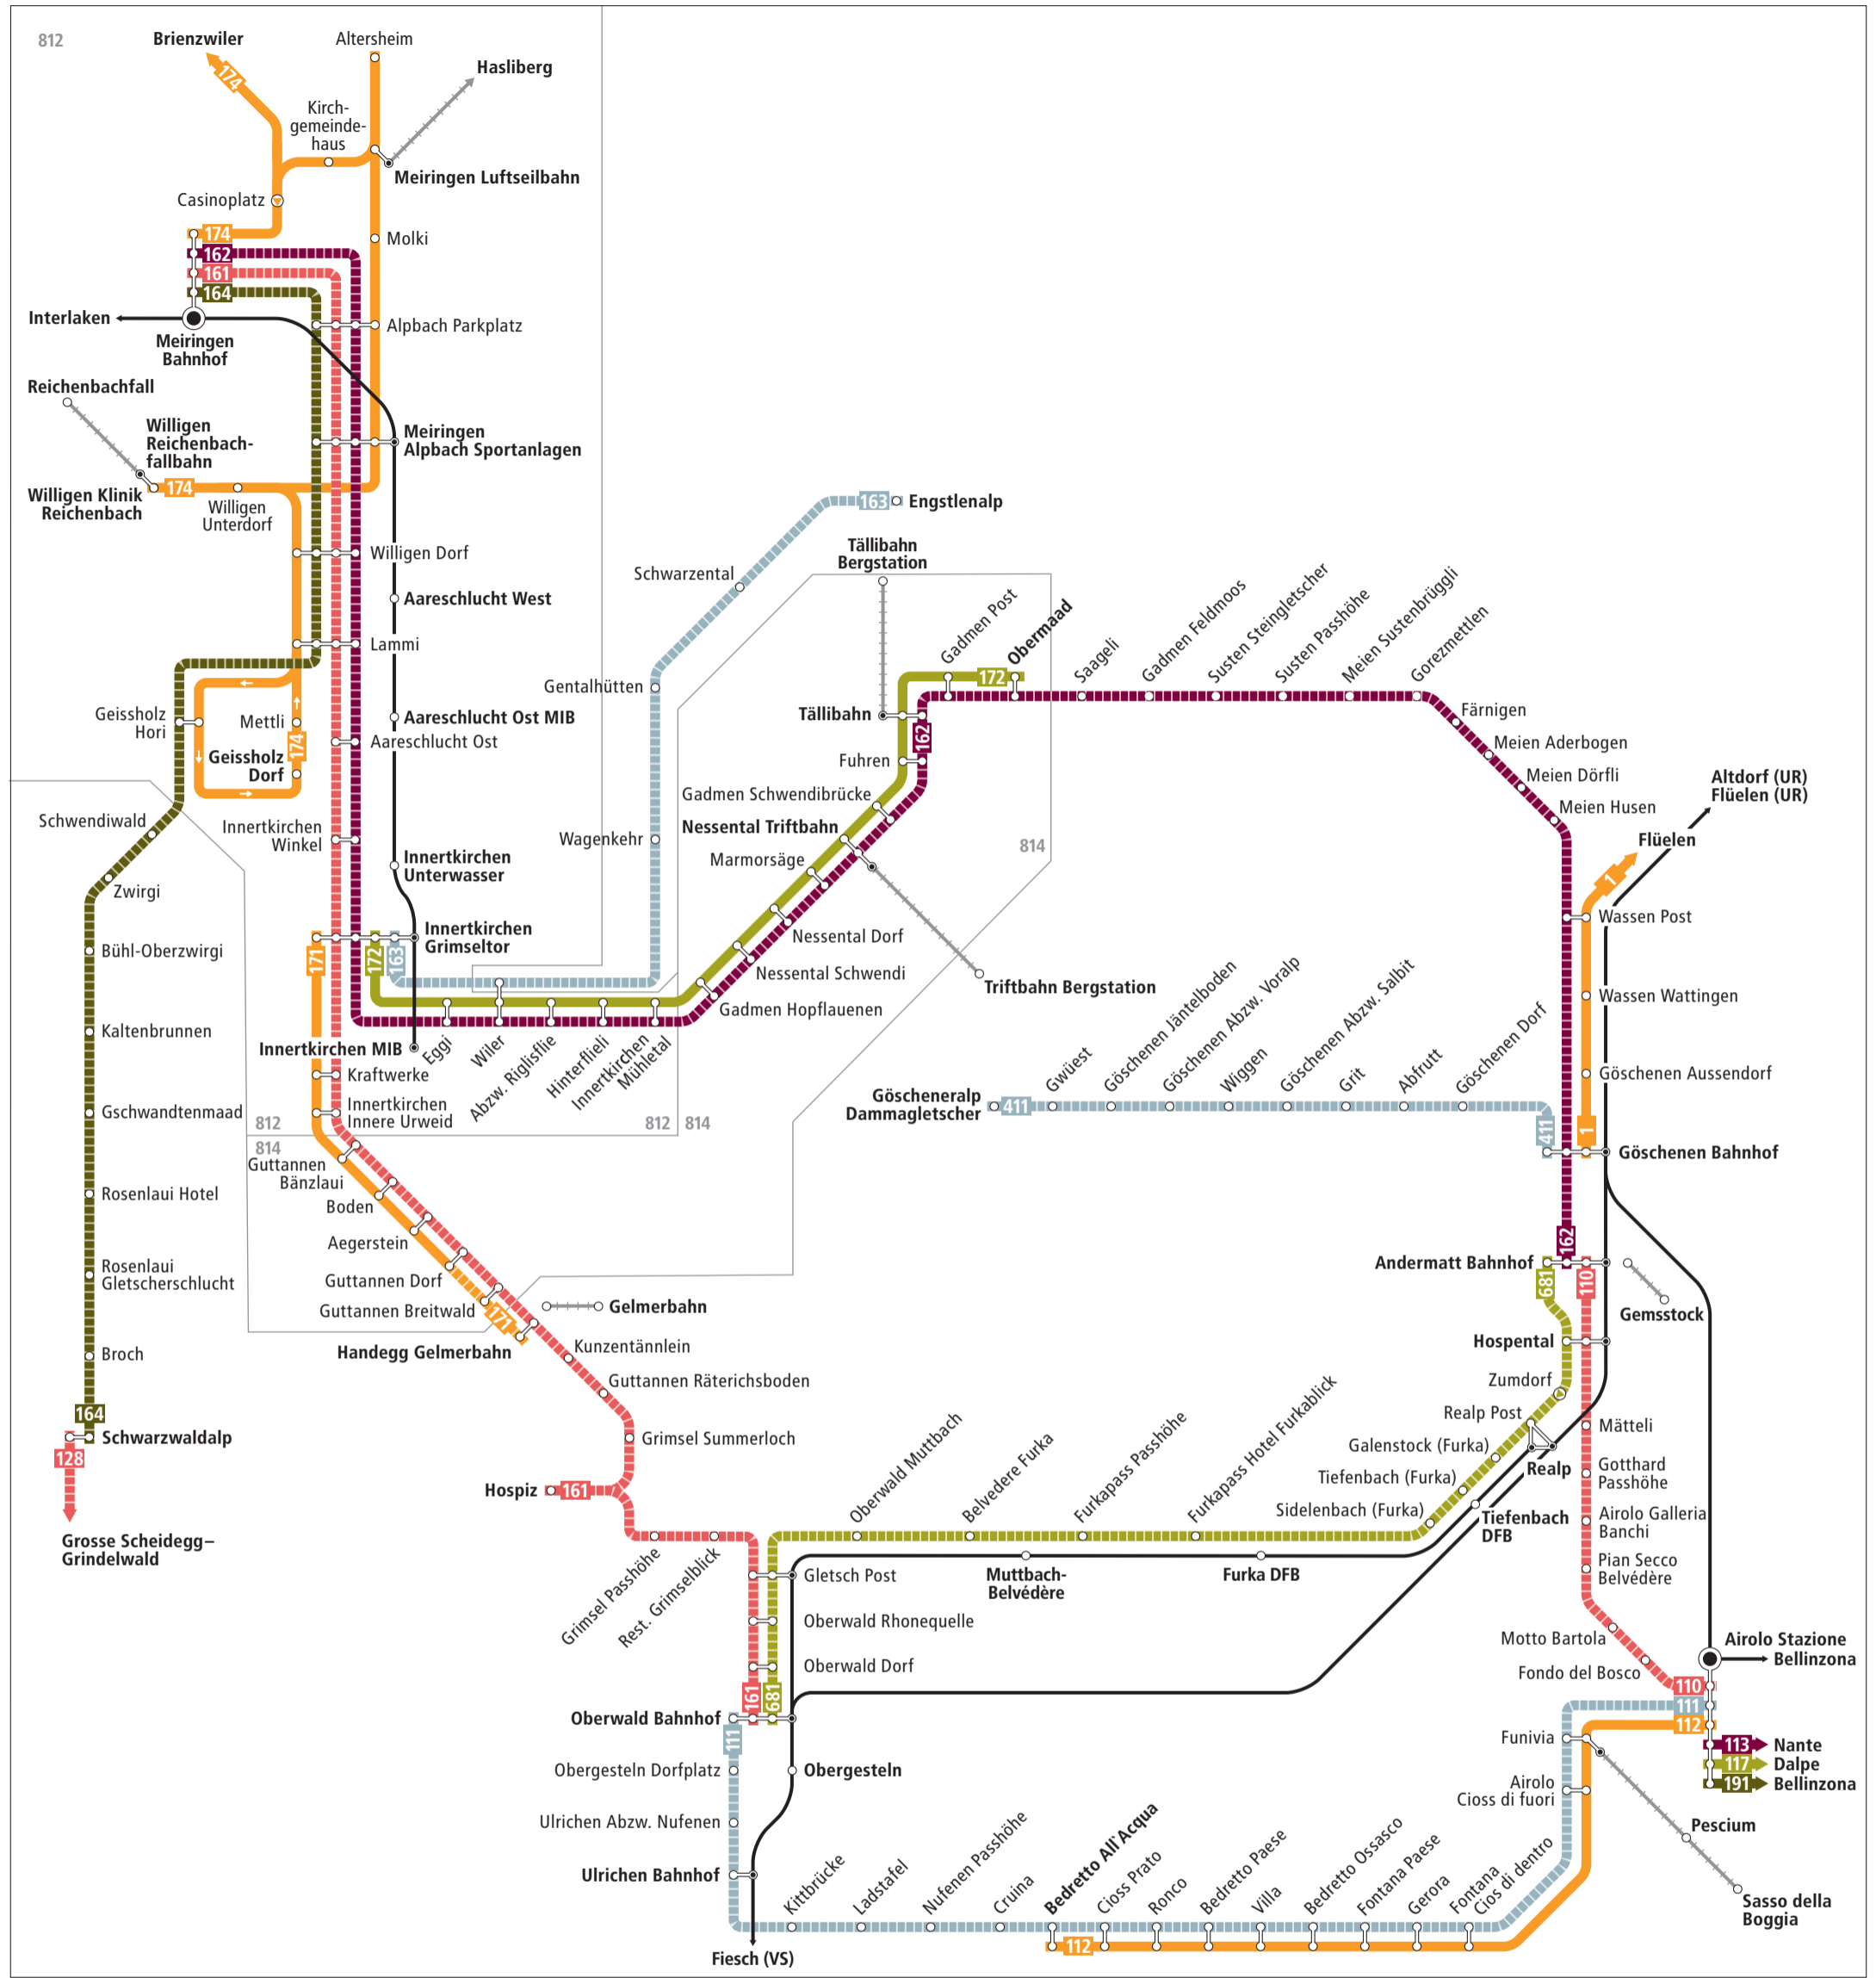 812
Brienzwiler
174
Altersheim
Hasliberg
Kirch-
gemeinde-
haus
Meiringen Luftseilbahn
Casinoplatz
174
162
161
164
Molki
Interlaken
Meiringen
Bahnhof
Alpbach Parkplatz
Reichenbachfall
Willigen
Reichenbach-
fallbahn
Meiringen
Alpbach Sportanlagen
Willigen Klinik
Reichenbach
174
Willigen
Unterdorf
Willigen Dorf
Aareschlucht West
Lammi
Geissholz
Hori
Mettli
174
Geissholz
Dorf
Aareschlucht Ost MIB
Aareschlucht Ost
Schwendiwald
Innertkirchen
Winkel
Innertkirchen
Unterwasser
Zwirgi
Bühl-Oberzwirgi
171
172
163
Innertkirchen
Grimseltor
Kaltenbrunnen
Innertkirchen MIB
Gschwandtenmaad
Kraftwerke
Innertkirchen
Innere Urweid
812
814
812
814
Rosenlaui Hotel
Rosenlaui
Gletscherschlucht
Broch
164
Schwarzwaldalp
128
Grosse Scheidegg–
Grindelwald
163
Engstlenalp
Schwarzental
Gentalhütten
Wagenkehr
Tällibahn
Bergstation
Tällibahn
Fuhren
162
Gadmen Schwendibrücke
Nessental Triftbahn
Marmorsäge
Nessental Dorf
Nessental Schwendi
Gadmen Hopflauenen
Triftbahn Bergstation
814
Eggi
Wiler
Abzw. Riglisflie
Hinterflieli
Innertkirchen
Mühletal
172
Gadmen Post
Obermaad
Saageli
Gadmen Feldmoos
Susten Steingletscher
Susten Passhöhe
Meien Sustenbrüggli
Gorezmettlen
Färnigen
Meien Aderbogen
Meien Dörfli
Meien Husen
Altdorf (UR)
Flüelen (UR)
Flüelen
1
Wassen Post
Wassen Wattingen
Göschenen Aussendorf
1
Göscheneralp
Dammagletscher
411
Gwüest
Göschenen Jäntelboden
Göschenen Abzw. Voralp
Wiggen
Göschenen Abzw. Salbit
Grit
Abfrutt
Göschenen Dorf
411
Göschenen Bahnhof
162
Andermatt Bahnhof
681
110
Gemsstock
Hospental
Zumdorf
Realp Post
Galenstock (Furka)
Tiefenbach (Furka)
Sidelenbach (Furka)
Realp
Tiefenbach
DFB
Mätteli
Gotthard
Passhöhe
Airolo Galleria
Banchi
Pian Secco
Belvédère
Motto Bartola
Fondo del Bosco
Airolo Stazione
Bellinzona
110
111
112
113
Nante
117
Dalpe
191
Bellinzona
Guttannen
Bänzlaui
Boden
Aegerstein
Guttannen Dorf
Guttannen Breitwald
171
Handegg Gelmerbahn
Gelmerbahn
Kunzentännlein
Guttannen Räterichsboden
Grimsel Summerloch
Hospiz
161
Grimsel Passhöhe
Rest. Grimselblick
Oberwald Muttbach
Belvedere Furka
Furkapass Passhöhe
Furkapass Hotel Furkablick
Gletsch Post
Muttbach-
Belvédère
Furka DFB
Oberwald Rhonequelle
Oberwald Dorf
161
681
Oberwald Bahnhof
111
Obergesteln Dorfplatz
Obergesteln
Ulrichen Abzw. Nufenen
Ulrichen Bahnhof
Fiesch (VS)
Kittbrücke
Ladstafel
Nufenen Passhöhe
Cruina
Bedretto All`Acqua
112
Cioss Prato
Ronco
Bedretto Paese
Villa
Bedretto Ossasco
Fontana Paese
Gerora
Fontana
Cios di dentro
Funivia
Airolo
Cioss di fuori
Pescium
Sasso della
Boggia